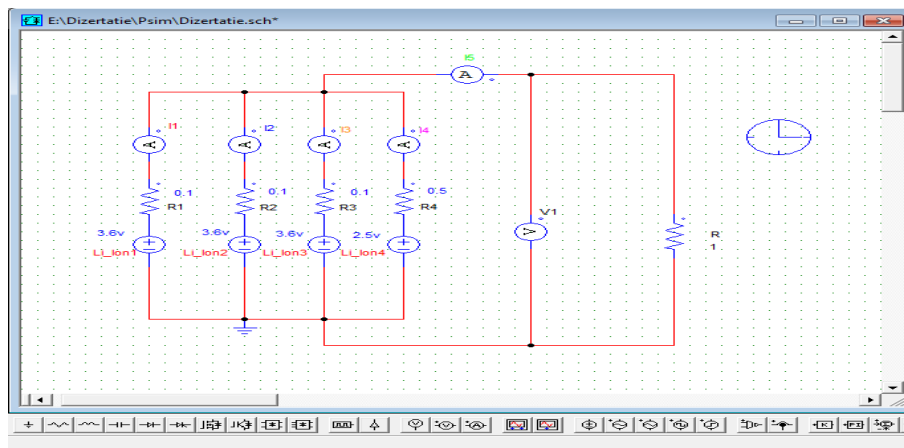 E:\Dizertatie\Psim\Dizertatie.sch*
I5
A
I1 I2 I3 I4
A A A A
0.1 0.1 0.1 0.5
R1 R2 R3 R4
V1
3.6v 3.6v 3.6v 2.5v
V
R
Li_Ion1 Li_Ion2 Li_Ion3 Li_Ion4
1
K